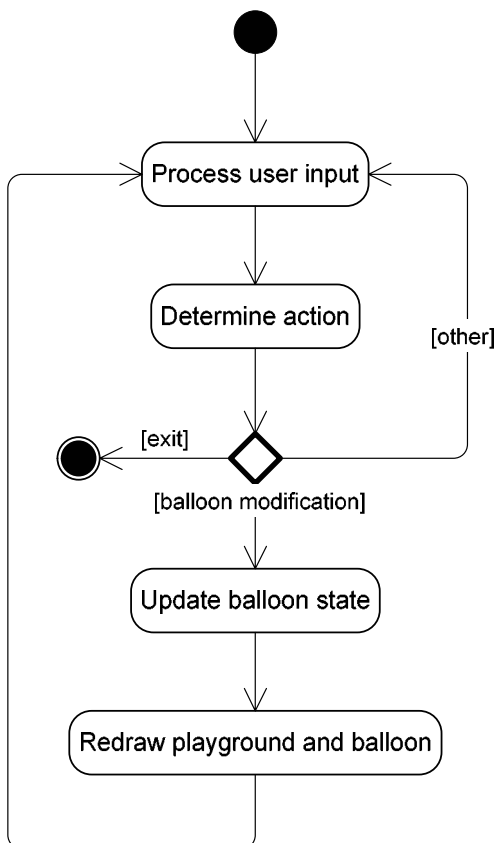 Process user input
Determine action
[other]
[exit]
[balloon modification]
Update balloon state
Redraw playground and balloon